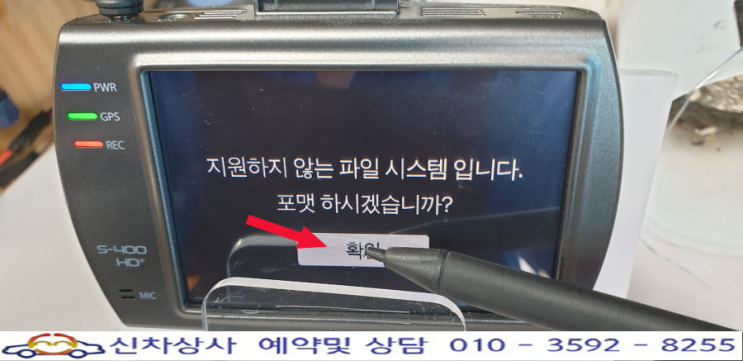 PWR
GPS
REC
지원하지 않는 파일 시스템 입니다.
포맷 하시겠습니까?
확인
S-400
HD²
MIC
신차상사 예약및 상담 010 - 3592 - 8255